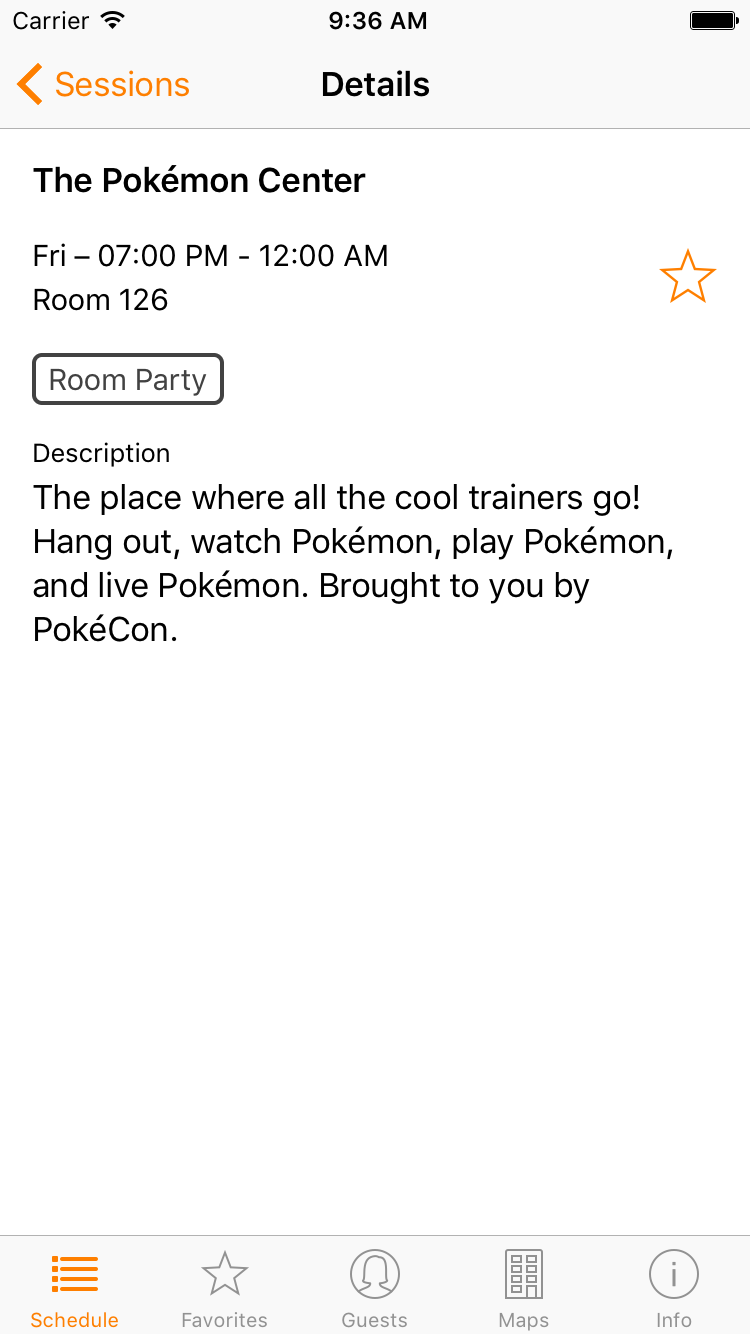 Carrier 9:36 AM
Sessions Details
The Pokémon Center
Fri – 07:00 PM - 12:00 AM
Room 126
Room Party
Description
The place where all the cool trainers go!
Hang out, watch Pokémon, play Pokémon,
and live Pokémon. Brought to you by
PokéCon.
Schedule Favorites Guests Maps Info